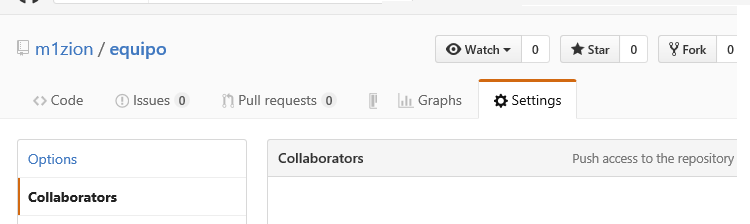 m1zion / equipo Watch 0 Star 0 Fork 0
Code Issues 0 Pull requests 0 Graphs Settings
Options
Collaborators Push access to the repository
Collaborators